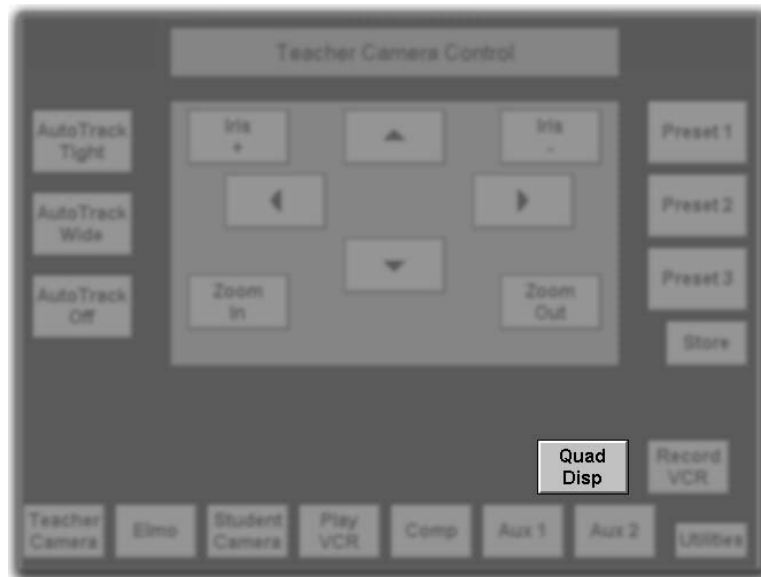 Teacher Camera Control
AutoTrack
Tight
Iris
+
Iris
-
Preset 1
AutoTrack
Wide
Preset 2
AutoTrack
Off
Zoom
In
Zoom
Out
Preset 3
Store
Quad
Disp
Record
VCR
Teacher
Camera
Elmo
Student
Camera
Play
VCR
Comp
Aux 1
Aux 2
Utilities